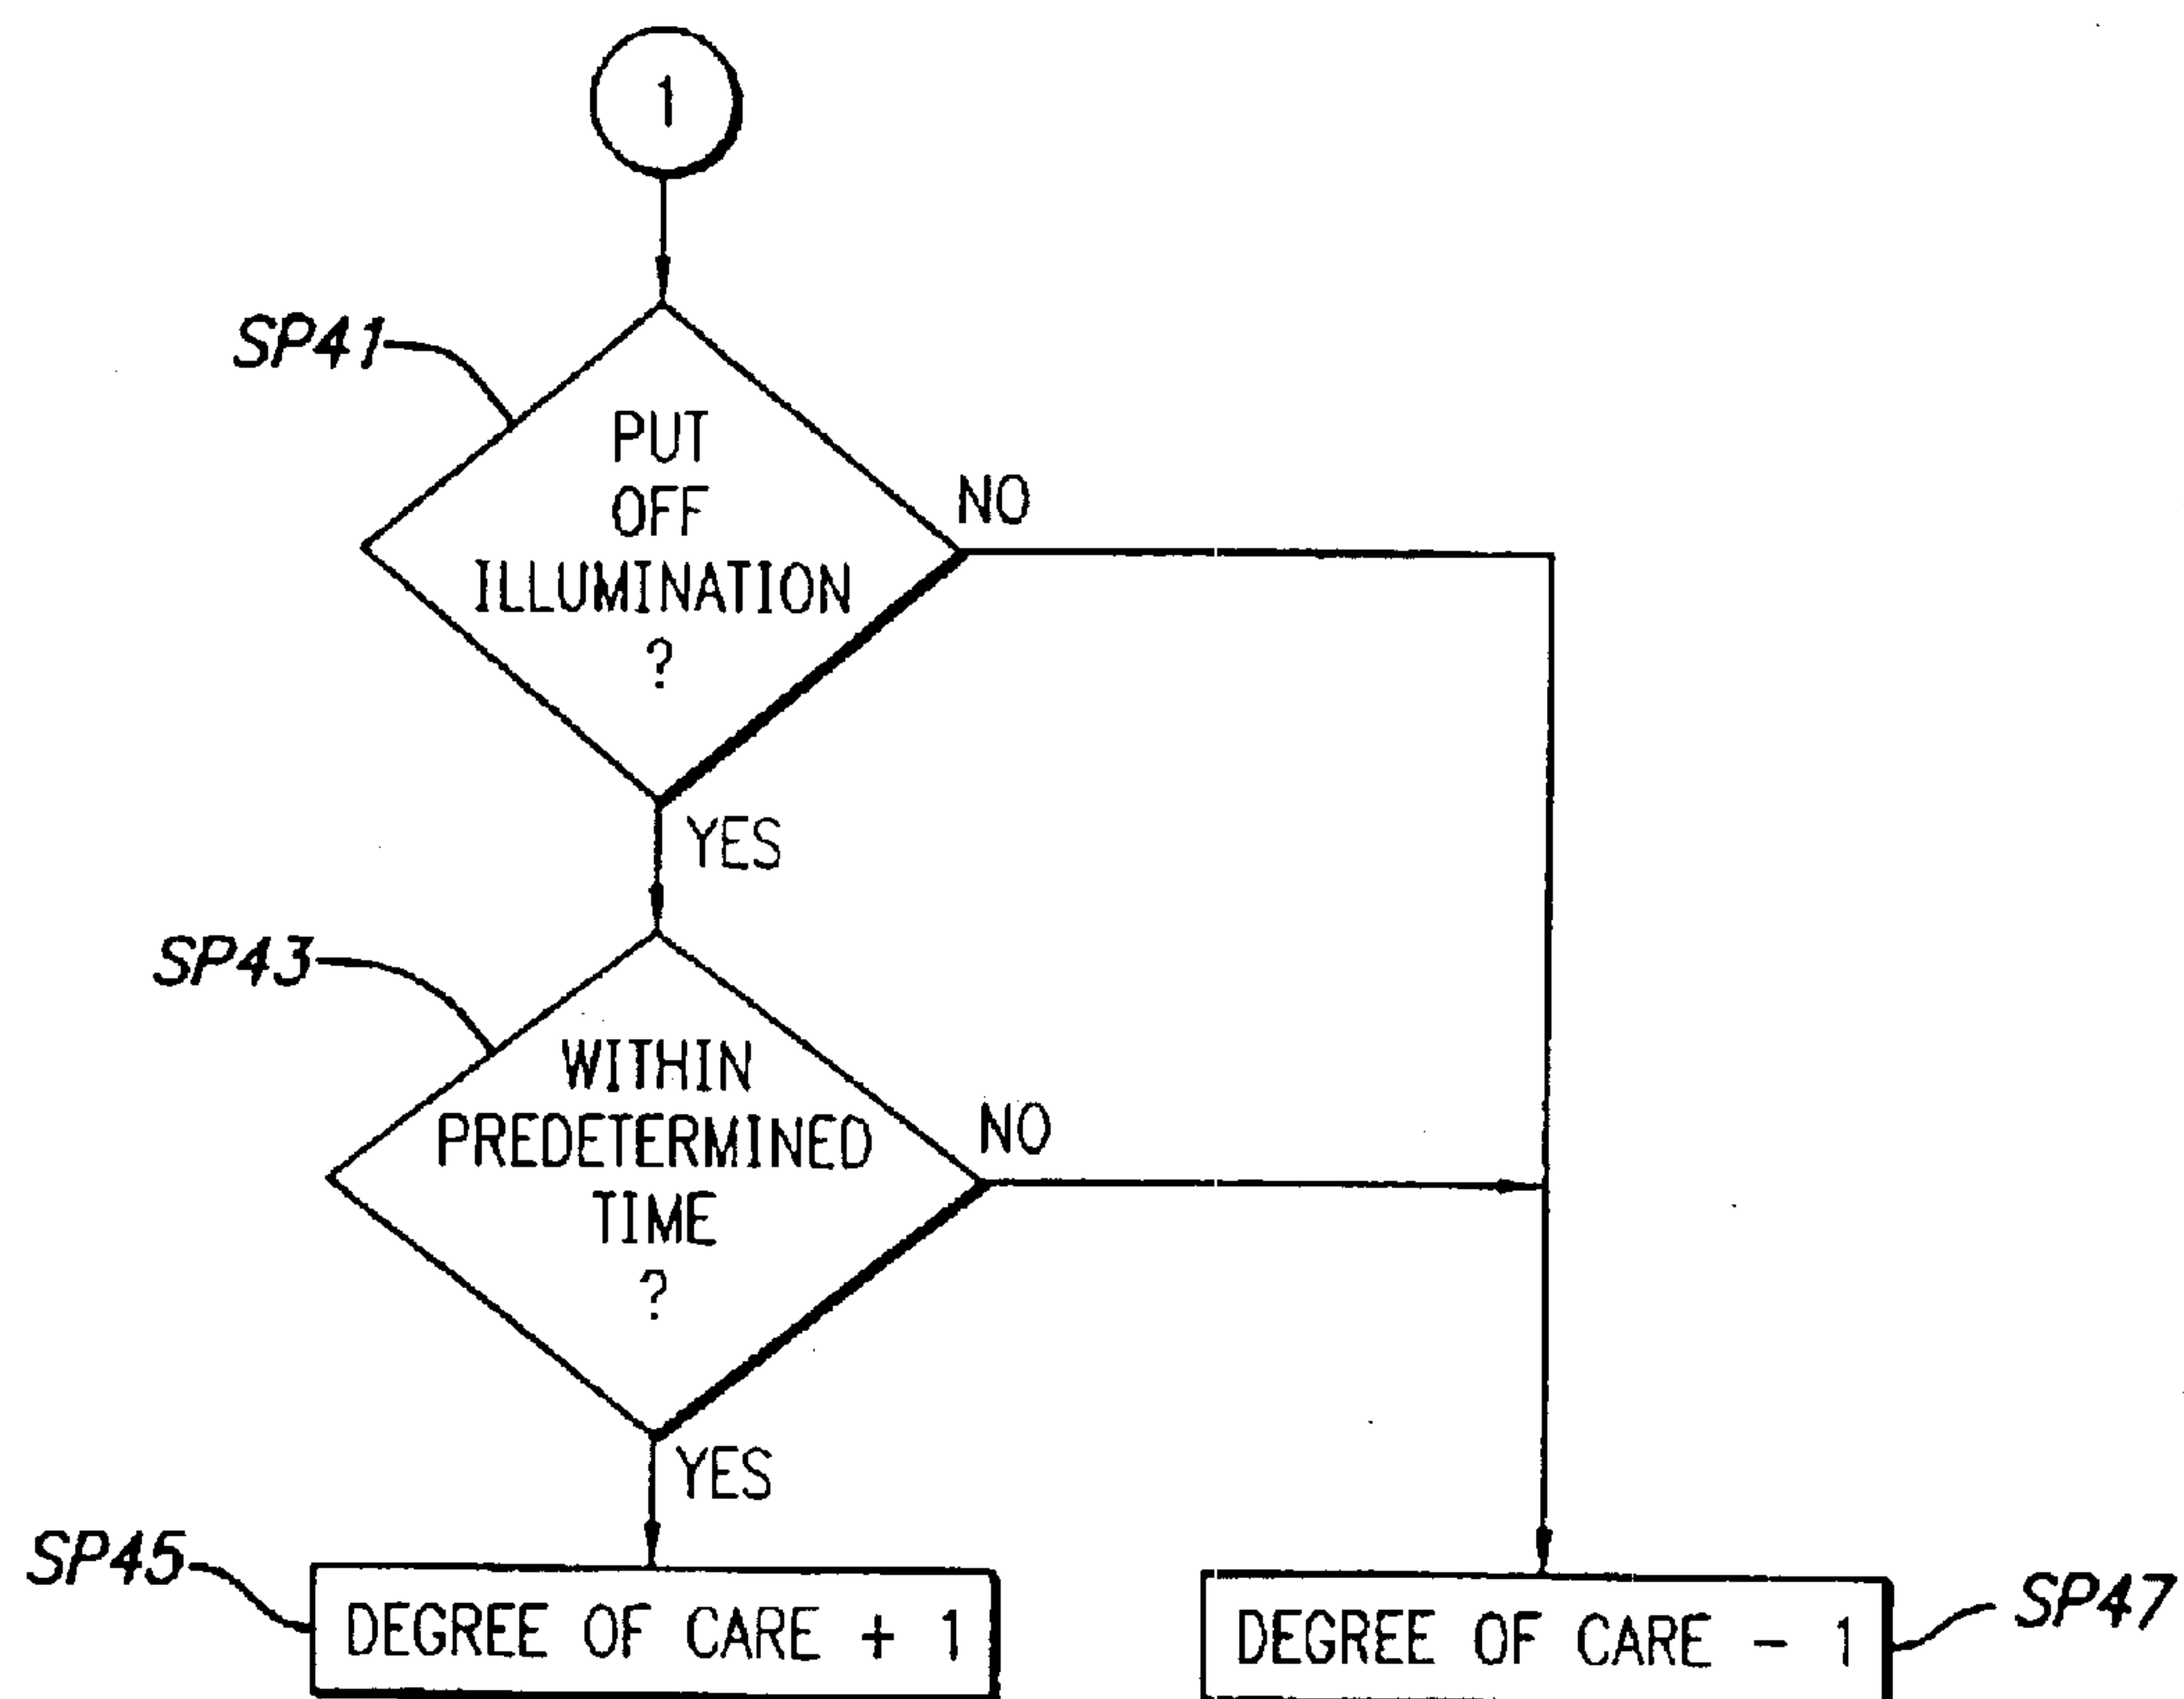 1
SP41
PUT
OFF
ILLUMINATION
?
NO
YES
SP43
WITHIN
PREDETERMINED
TIME
?
NO
YES
SP45
DEGREE OF CARE + 1
DEGREE OF CARE - 1
SP47